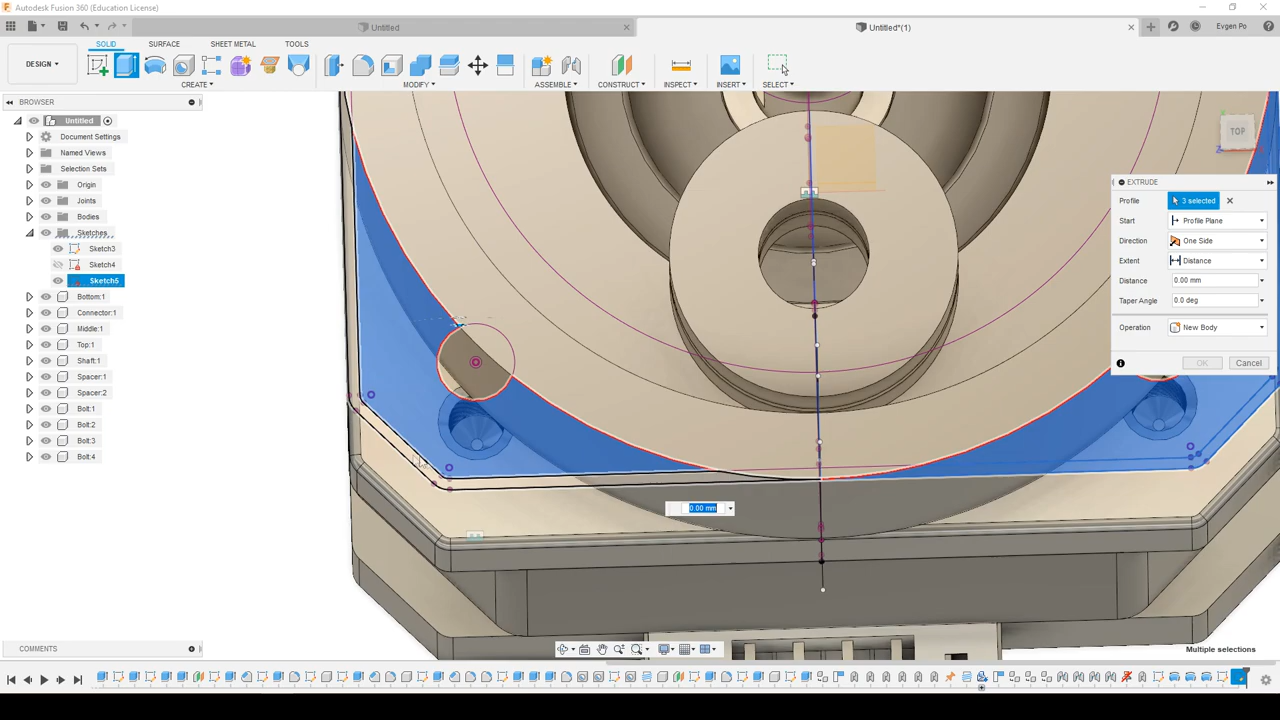 Autodesk Fusion 360 (Education License)
Untitled
Untitled*(1)
Evgen Po
SOLID SURFACE SHEET METAL TOOLS
DESIGN
CREATE MODIFY ASSEMBLE CONSTRUCT INSPECT INSERT SELECT
BROWSER
Untitled
Document Settings
Named Views
Selection Sets
Origin
Joints
Bodies
Sketches
Sketch3
Sketch4
Sketch5
Bottom:1
Connector:1
Middle:1
Top:1
Shaft:1
Spacer:1
Spacer:2
Bolt:1
Bolt:2
Bolt:3
Bolt:4
TOP
Z
EXTRUDE
Profile 3 selected
Start Profile Plane
Direction One Side
Extent Distance
Distance 0.00 mm
Taper Angle 0.0 deg
Operation New Body
OK Cancel
0.00 mm
COMMENTS
Multiple selections